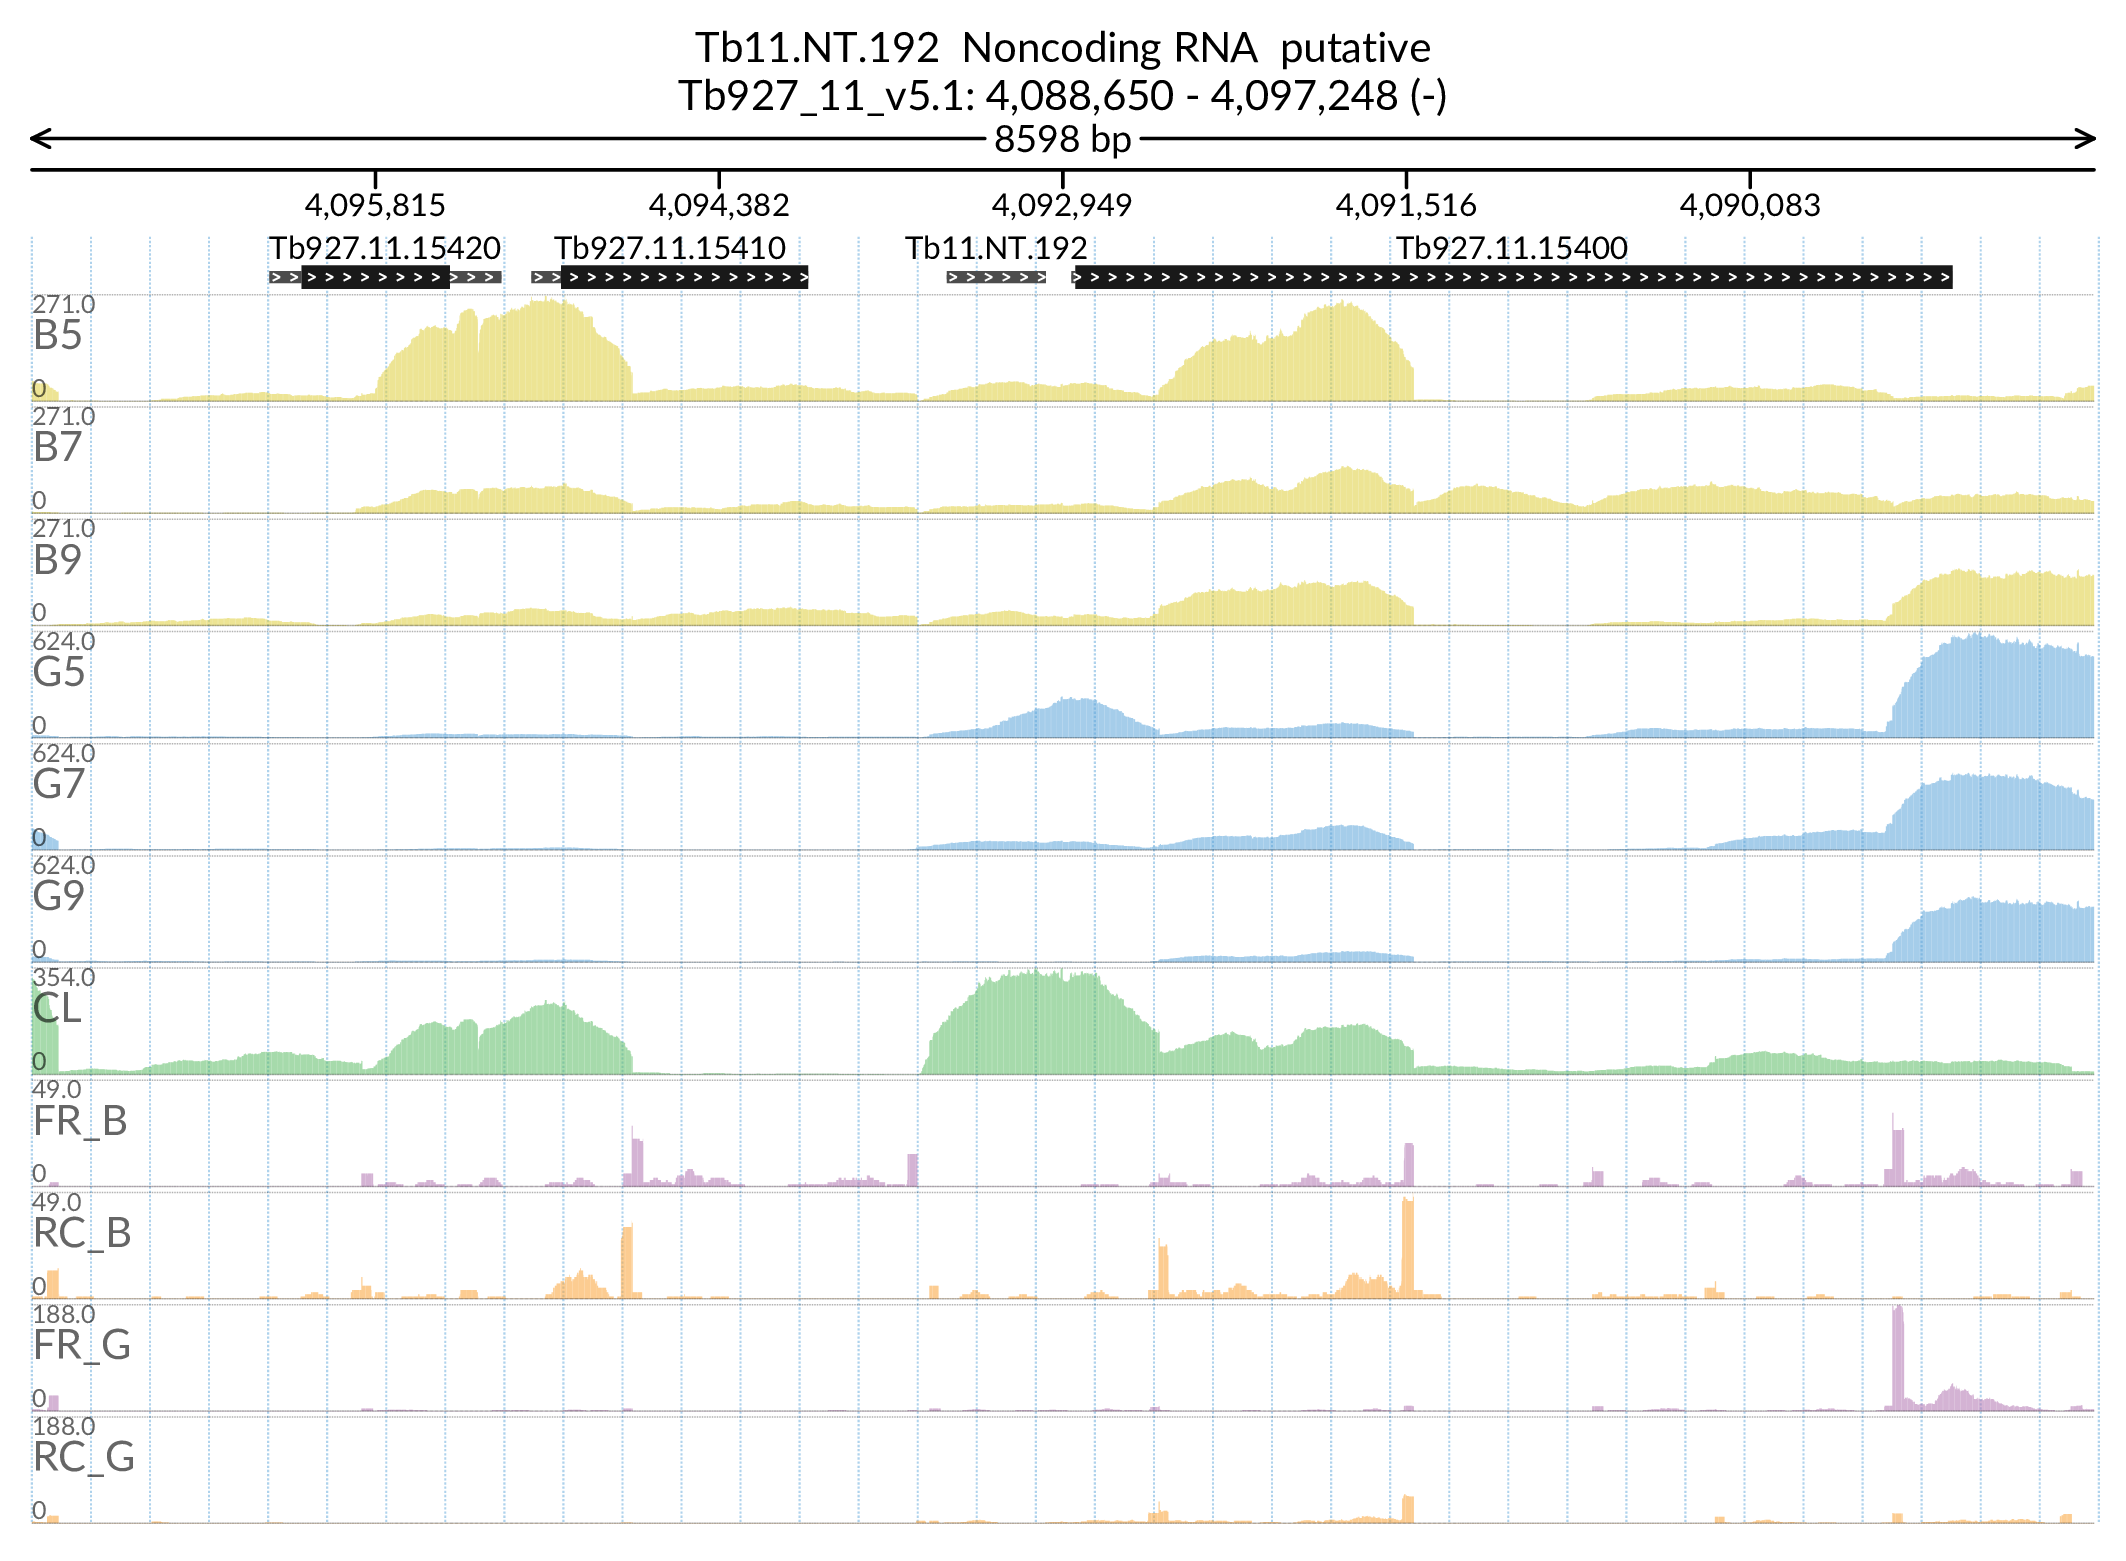 Tb11.NT.192 Noncoding RNA putative
Tb927_11_v5.1: 4,088,650 - 4,097,248 (-)
8598 bp
4,095,815 4,094,382 4,092,949 4,091,516 4,090,083
Tb927.11.15420 Tb927.11.15410 Tb11.NT.192 Tb927.11.15400
271.0
B5
0
271.0
B7
0
271.0
B9
0
624.0
G5
0
624.0
G7
0
624.0
G9
0
354.0
CL
0
49.0
FR_B
0
49.0
RC_B
0
188.0
FR_G
0
188.0
RC_G
0